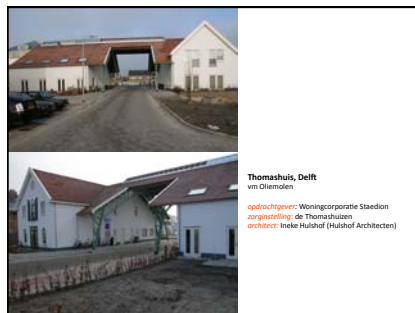 Thomashuis, Delft
vm Oliemolen
opdrachtgever: Woningcorporatie Staedion
zorginstelling: de Thomashuizen
architect: Ineke Hulshof (Hulshof Architecten)